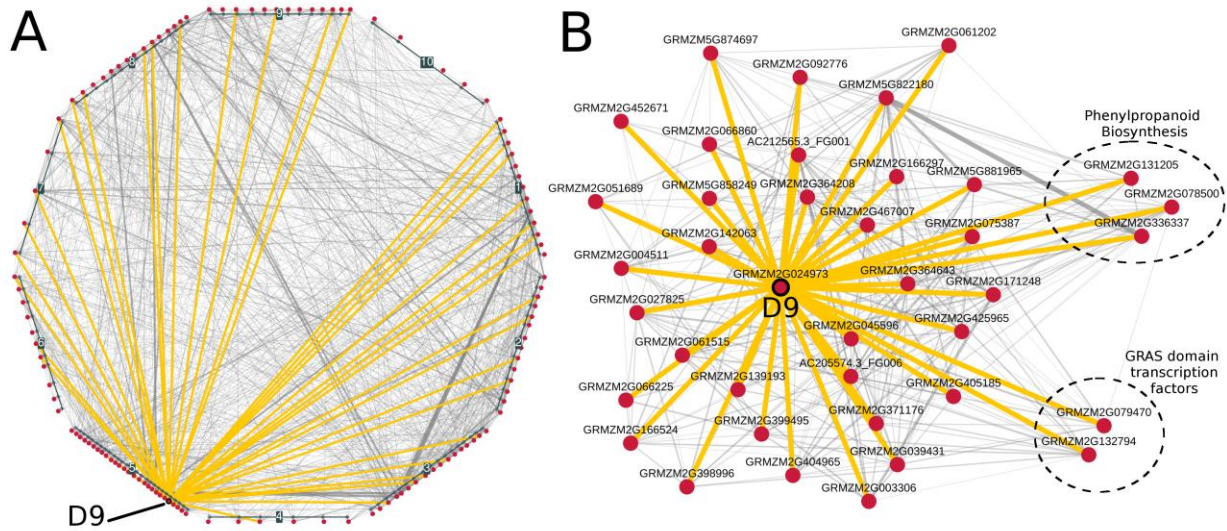 A
B
9
8
10
7
1
6
2
5
3
4
D9
GRMZM5G874697
GRMZM2G061202
GRMZM2G092776
GRMZM5G822180
GRMZM2G452671
GRMZM2G066860
AC212565.3_FG001
Phenylpropanoid
Biosynthesis
GRMZM2G166297
GRMZM5G881965
GRMZM2G131205
GRMZM2G051689
GRMZM5G858249
GRMZM2G364208
GRMZM2G078500
GRMZM2G467007
GRMZM2G075387
GRMZM2G336337
GRMZM2G142063
GRMZM2G004511
GRMZM2G024973
GRMZM2G364643
GRMZM2G171248
D9
GRMZM2G027825
GRMZM2G045596
GRMZM2G425965
GRMZM2G061515
AC205574.3_FG006
GRAS domain
transcription
factors
GRMZM2G066225
GRMZM2G139193
GRMZM2G405185
GRMZM2G079470
GRMZM2G166524
GRMZM2G399495
GRMZM2G371176
GRMZM2G132794
GRMZM2G398996
GRMZM2G404965
GRMZM2G039431
GRMZM2G003306